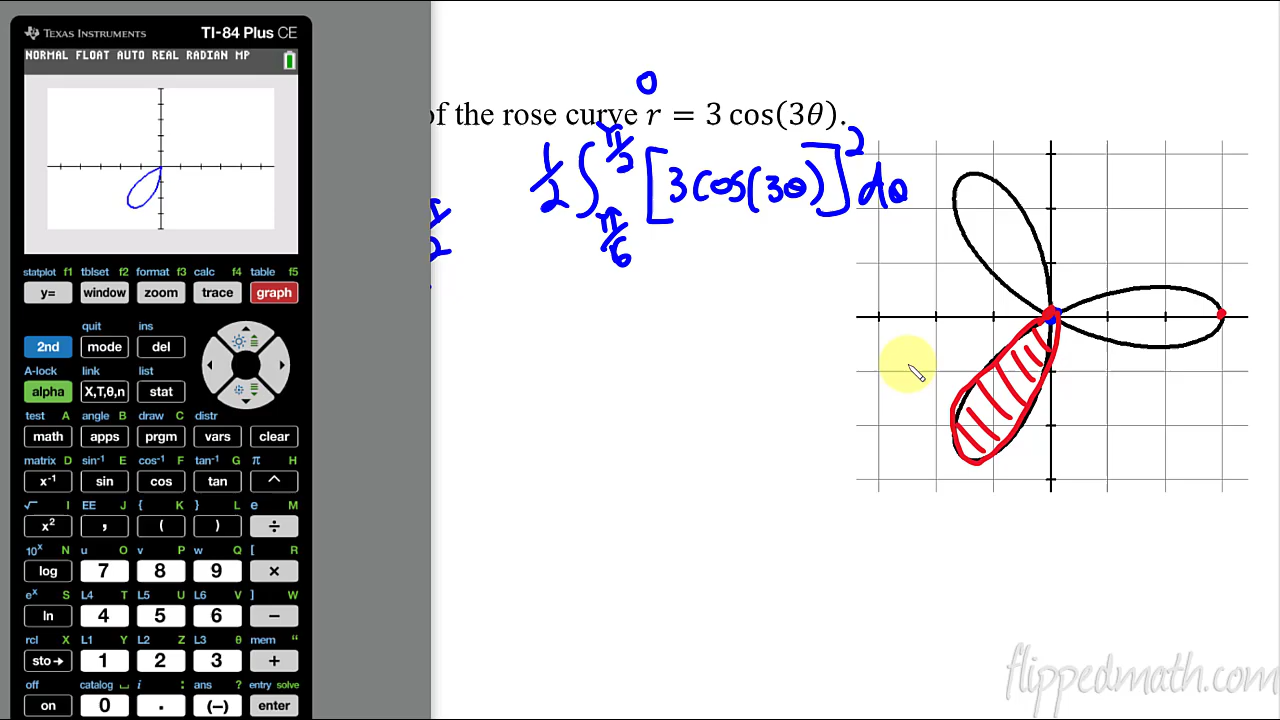 TEXAS INSTRUMENTS TI-84 Plus CE
NORMAL FLOAT AUTO REAL RADIAN MP
0
of the rose curve r = 3 cos(3θ).
1/2 ∫ π/6 π/2 [3cos(3θ)]² dθ
statplot f1 tblset f2 format f3 calc f4 table f5
y= window zoom trace graph
quit ins
2nd mode del
A-lock link list
alpha X,T,θ,n stat
test A angle B draw C distr
math apps prgm vars clear
matrix D sin⁻¹ E cos⁻¹ F tan⁻¹ G π H
x⁻¹ sin cos tan ^
√ I EE J { K } L e M
x² , ( ) ÷
10ˣ N u O v P w Q [ R
log 7 8 9 ×
eˣ S L4 T L5 U L6 V ] W
ln 4 5 6 −
rcl X L1 Y L2 Z L3 θ mem "
sto→ 1 2 3 +
off catalog ⎵ i : ans ? entry solve
on 0 . (−) enter
flippedmath.com